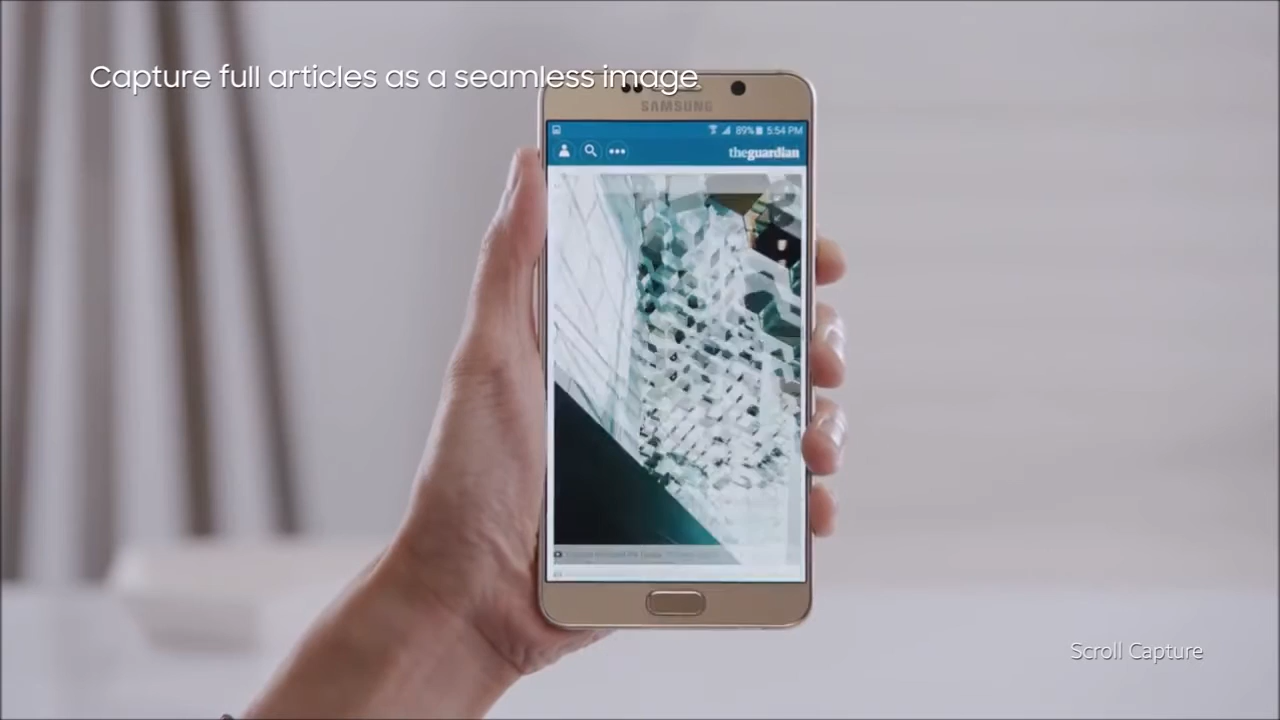 Capture full articles as a seamless image
SAMSUNG
89% 5:54 PM
theguardian
Scroll Capture